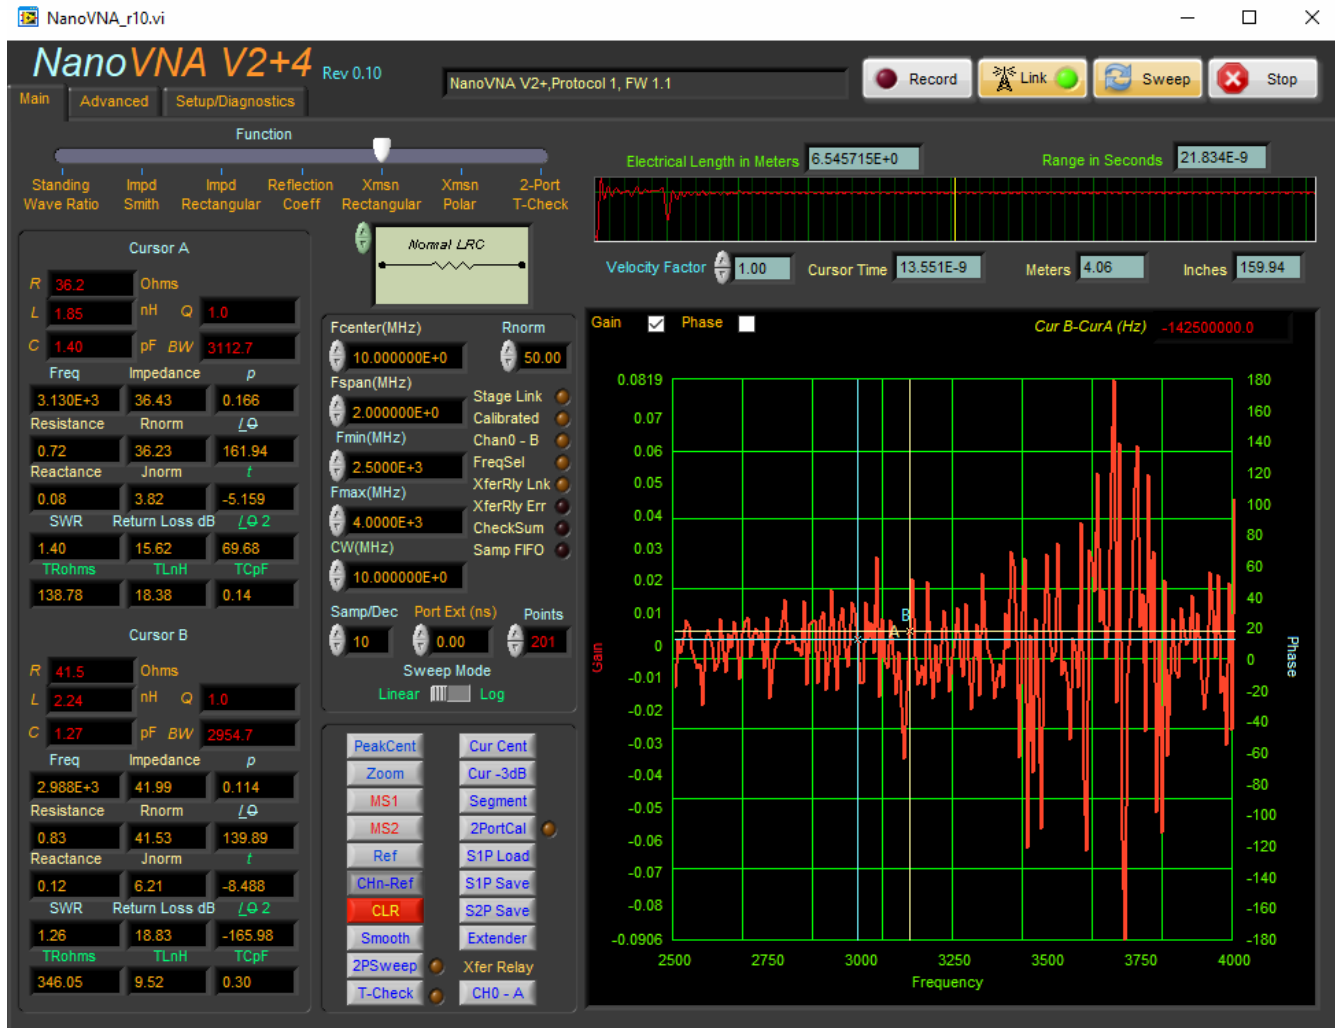 NanoVNA_r10.vi
NanoVNA V2+4 Rev 0.10
NanoVNA V2+,Protocol 1, FW 1.1
Record Link Sweep Stop
Main Advanced Setup/Diagnostics
Function
Standing Wave Ratio
Impd Smith
Impd Rectangular
Reflection Coeff
Xmsn Rectangular
Xmsn Polar
2-Port T-Check
Electrical Length in Meters 6.545715E+0
Range in Seconds 21.834E-9
Velocity Factor 1.00
Cursor Time 13.551E-9
Meters 4.06
Inches 159.94
Normal LRC
Cursor A
R 36.2 Ohms
L 1.85 nH Q 1.0
C 1.40 pF BW 3112.7
Freq Impedance p
3.130E+3 36.43 0.166
Resistance Rnorm /O
0.72 36.23 161.94
Reactance Jnorm t
0.08 3.82 -5.159
SWR Return Loss dB /O 2
1.40 15.62 69.68
TRohms TLnH TCpF
138.78 18.38 0.14
Cursor B
R 41.5 Ohms
L 2.24 nH Q 1.0
C 1.27 pF BW 2954.7
Freq Impedance p
2.988E+3 41.99 0.114
Resistance Rnorm /O
0.83 41.53 139.89
Reactance Jnorm t
0.12 6.21 -8.488
SWR Return Loss dB /O 2
1.26 18.83 -165.98
TRohms TLnH TCpF
346.05 9.52 0.30
Fcenter(MHz) Rnorm
10.000000E+0 50.00
Fspan(MHz)
2.000000E+0
Fmin(MHz)
2.5000E+3
Fmax(MHz)
4.0000E+3
CW(MHz)
10.000000E+0
Stage Link
Calibrated
Chan0 - B
FreqSel
XferRly Lnk
XferRly Err
CheckSum
Samp FIFO
Samp/Dec Port Ext (ns) Points
10 0.00 201
Sweep Mode
Linear Log
PeakCent Cur Cent
Zoom Cur -3dB
MS1 Segment
MS2 2PortCal
Ref S1P Load
CHn-Ref S1P Save
CLR S2P Save
Smooth Extender
2PSweep Xfer Relay
T-Check CH0 - A
Gain Phase
Cur B-CurA (Hz) -142500000.0
0.0819
0.07
0.06
0.05
0.04
0.03
0.02
0.01
0
-0.01
-0.02
-0.03
-0.04
-0.05
-0.06
-0.07
-0.08
-0.0906
Gain
A
B
180
160
140
120
100
80
60
40
20
0
-20
-40
-60
-80
-100
-120
-140
-160
-180
Phase
2500 2750 3000 3250 3500 3750 4000
Frequency